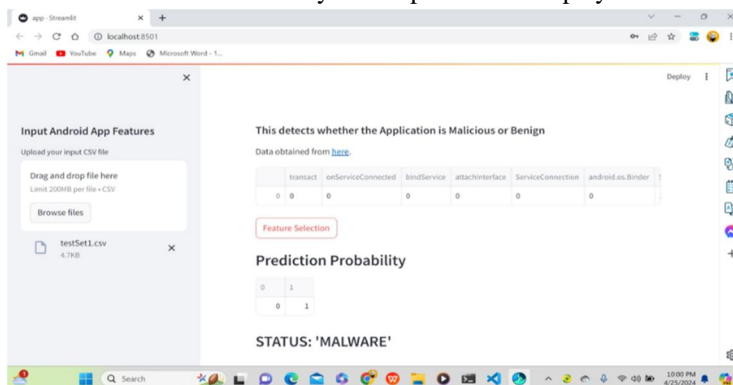 app · Streamlit
localhost:8501
Gmail YouTube Maps Microsoft Word - 1...
Deploy
Input Android App Features
Upload your input CSV file
Drag and drop file here
Limit 200MB per file • CSV
Browse files
testSet1.csv
4.7KB
This detects whether the Application is Malicious or Benign
Data obtained from here.
transact onServiceConnected bindService attachInterface ServiceConnection android.os.Binder
0 0 0 0 0 0 0
Feature Selection
Prediction Probability
0 1
0 1
STATUS: 'MALWARE'
Search
10:00 PM
4/25/2024